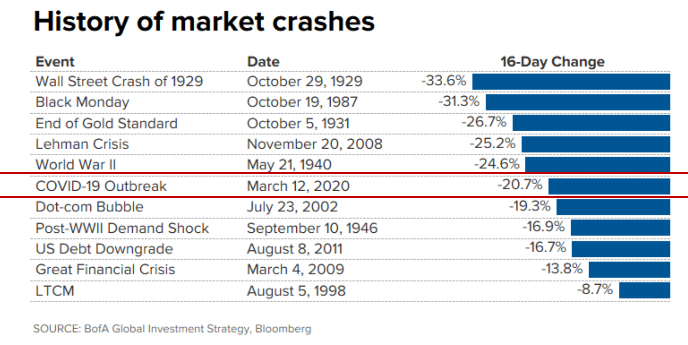 History of market crashes
Event Date 16-Day Change
Wall Street Crash of 1929 October 29, 1929 -33.6%
Black Monday October 19, 1987 -31.3%
End of Gold Standard October 5, 1931 -26.7%
Lehman Crisis November 20, 2008 -25.2%
World War II May 21, 1940 -24.6%
COVID-19 Outbreak March 12, 2020 -20.7%
Dot-com Bubble July 23, 2002 -19.3%
Post-WWII Demand Shock September 10, 1946 -16.9%
US Debt Downgrade August 8, 2011 -16.7%
Great Financial Crisis March 4, 2009 -13.8%
LTCM August 5, 1998 -8.7%
SOURCE: BofA Global Investment Strategy, Bloomberg